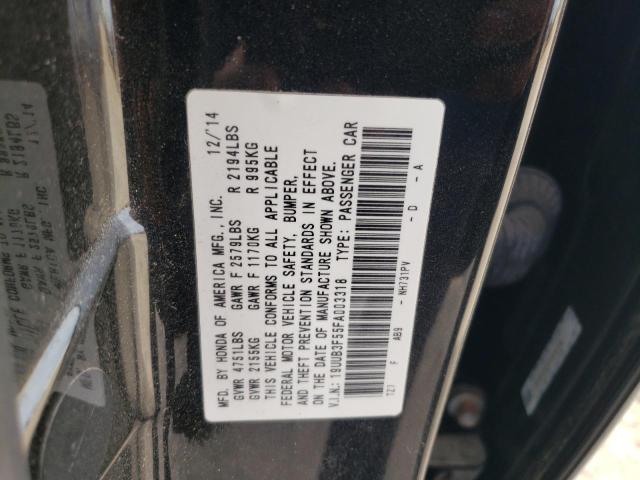 MFD. BY HONDA OF AMERICA MFG., INC. 12/'14
GVWR 4751LBS GAWR F 2579LBS R 2194LBS
GVWR 2155KG GAWR F 1170KG R 995KG
THIS VEHICLE CONFORMS TO ALL APPLICABLE
FEDERAL MOTOR VEHICLE SAFETY, BUMPER,
AND THEFT PREVENTION STANDARDS IN EFFECT
ON THE DATE OF MANUFACTURE SHOWN ABOVE.
V.I.N.: 19UUB3F55FA003318 TYPE: PASSENGER CAR
TZ7 F AB9 - NH731PV - D - A